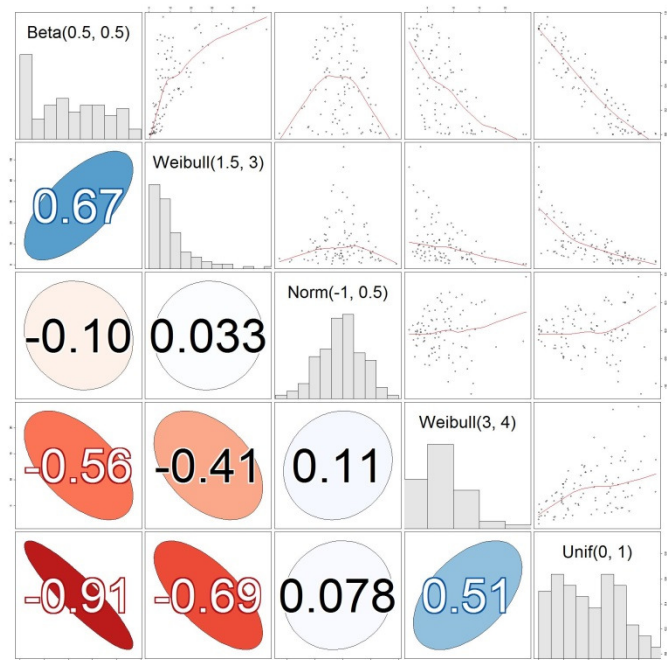 Beta(0.5, 0.5)
0.67
Weibull(1.5, 3)
-0.10
0.033
Norm(-1, 0.5)
-0.56
-0.41
0.11
Weibull(3, 4)
-0.91
-0.69
0.078
0.51
Unif(0, 1)